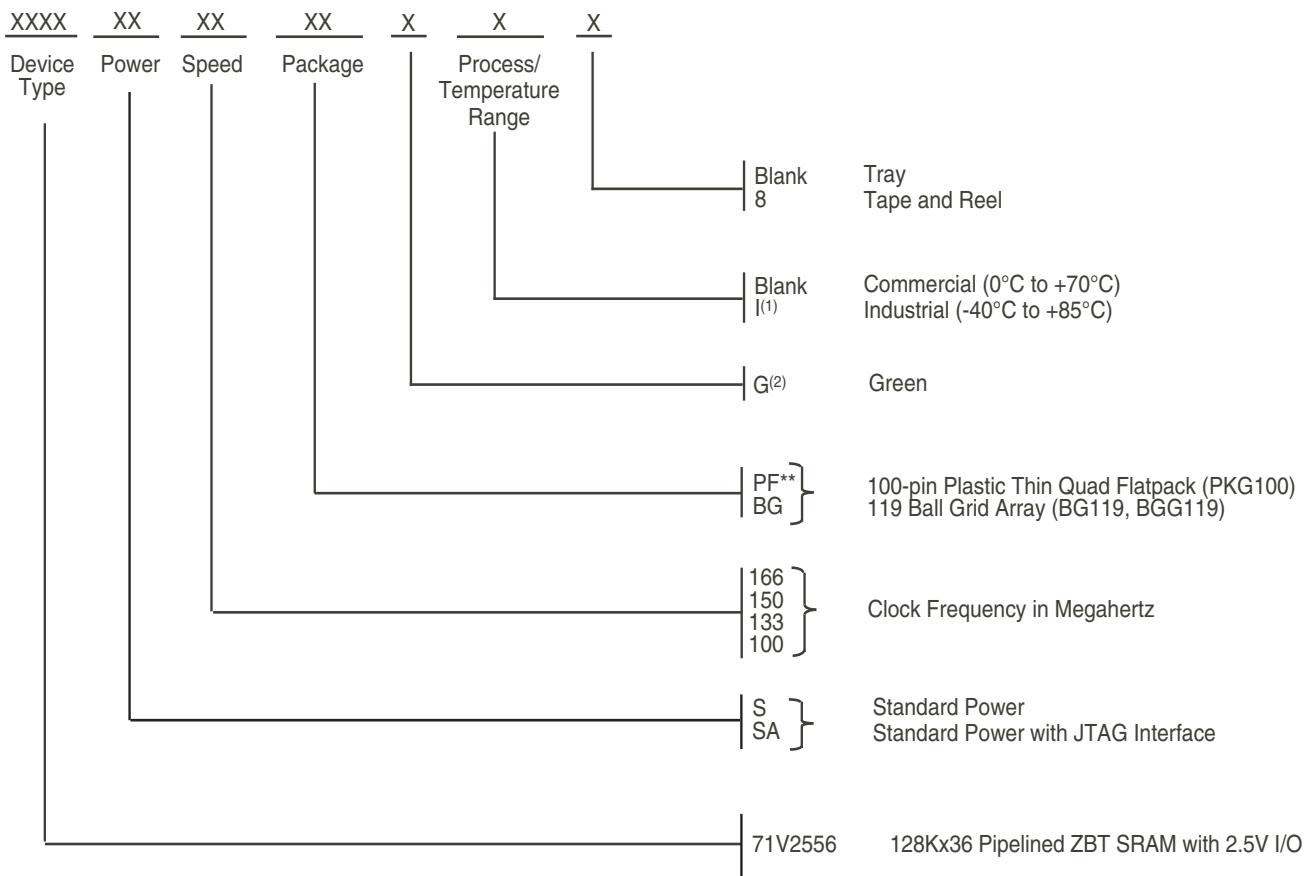 XXXX XX XX XX X X X
Device Type Power Speed Package Process/ Temperature Range
Blank Tray
8 Tape and Reel
Blank Commercial (0°C to +70°C)
I(1) Industrial (-40°C to +85°C)
G(2) Green
PF** 100-pin Plastic Thin Quad Flatpack (PKG100)
BG 119 Ball Grid Array (BG119, BGG119)
166
150
133
100
Clock Frequency in Megahertz
S Standard Power
SA Standard Power with JTAG Interface
71V2556 128Kx36 Pipelined ZBT SRAM with 2.5V I/O